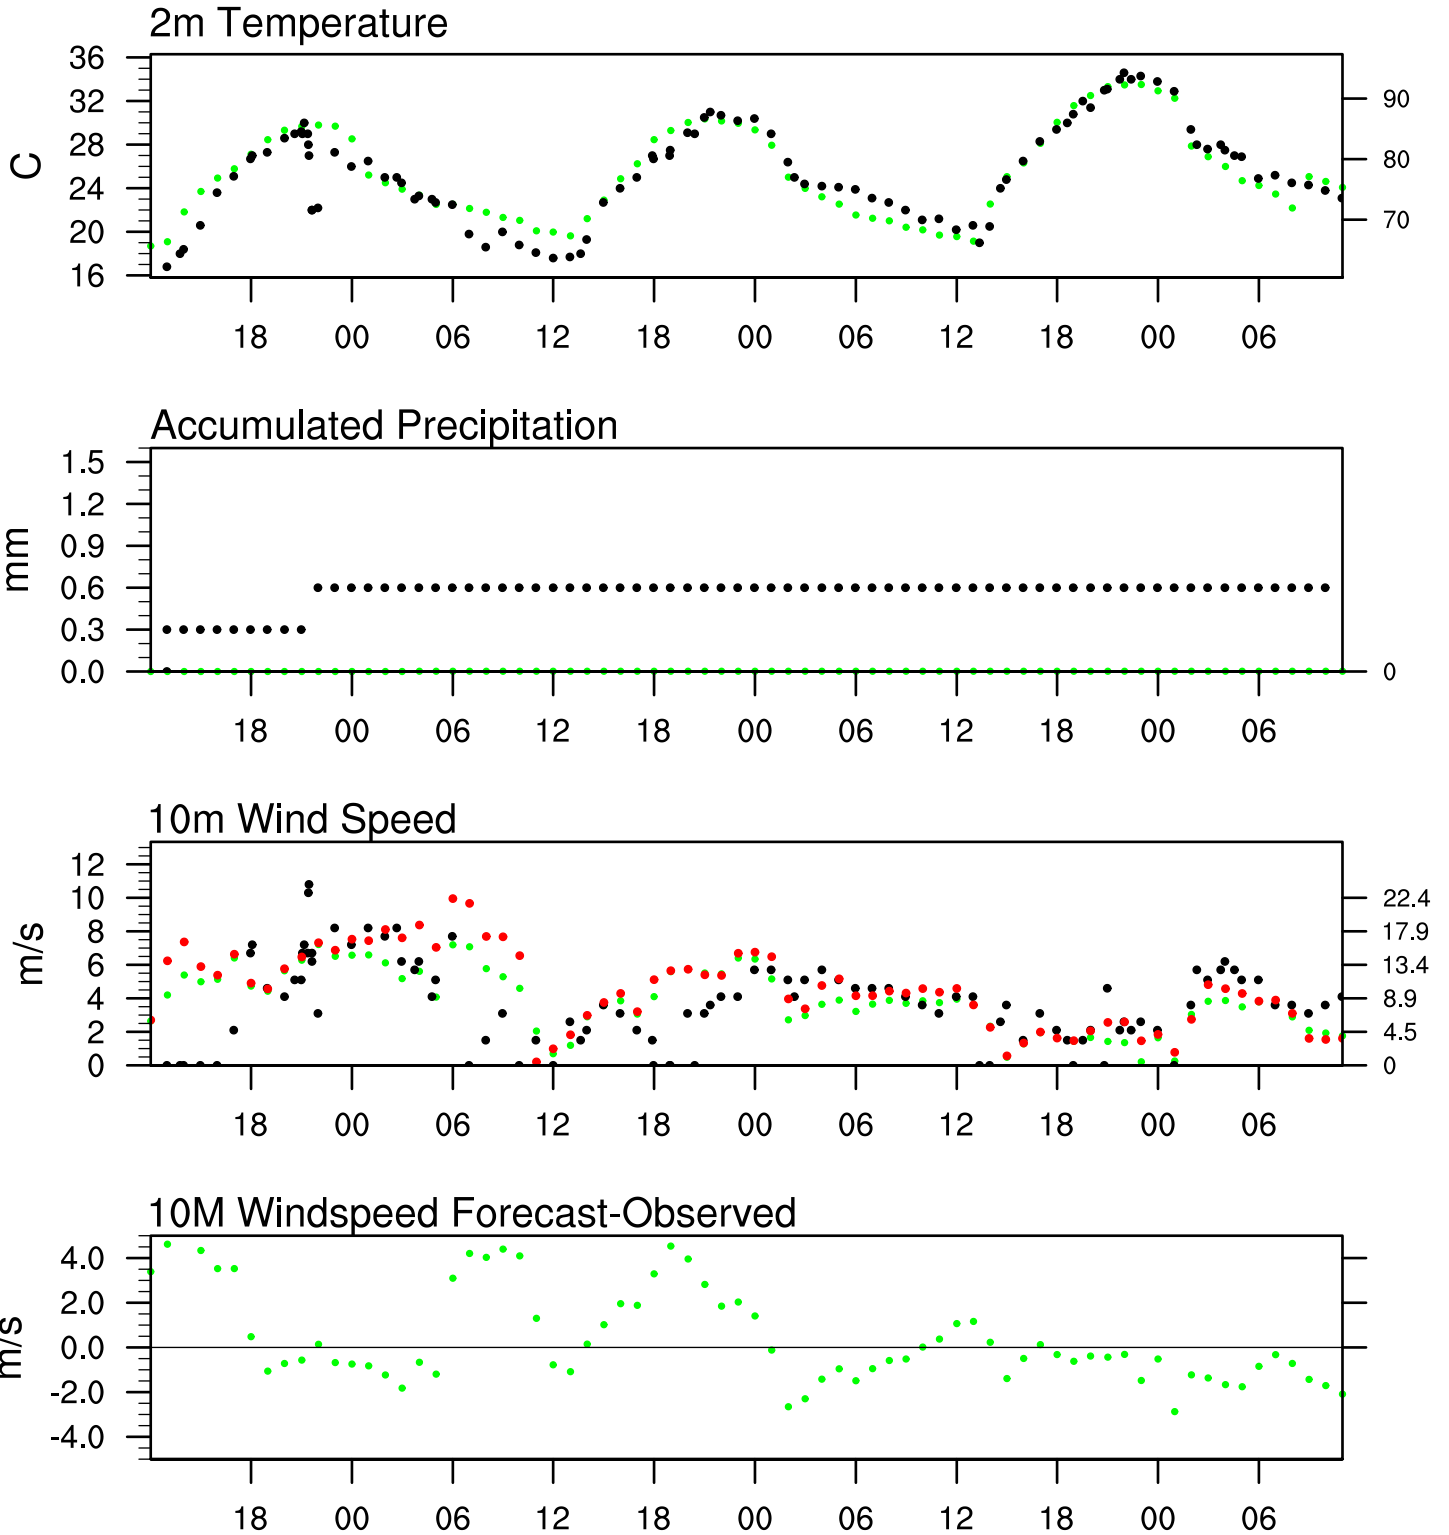 2m Temperature
36
32
28
24
20
16
C
90
80
70
18 00 06 12 18 00 06 12 18 00 06
Accumulated Precipitation
1.5
1.2
0.9
0.6
0.3
0.0
mm
0
18 00 06 12 18 00 06 12 18 00 06
10m Wind Speed
12
10
8
6
4
2
0
m/s
22.4
17.9
13.4
8.9
4.5
0
18 00 06 12 18 00 06 12 18 00 06
10M Windspeed Forecast-Observed
4.0
2.0
0.0
-2.0
-4.0
m/s
18 00 06 12 18 00 06 12 18 00 06